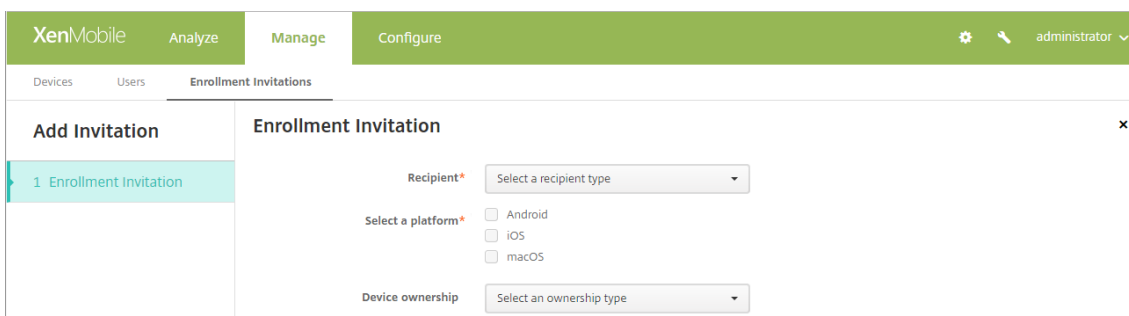 XenMobile Analyze Manage Configure administrator
Devices Users Enrollment Invitations
Add Invitation
1 Enrollment Invitation
Enrollment Invitation
Recipient* Select a recipient type
Select a platform* Android
iOS
macOS
Device ownership Select an ownership type